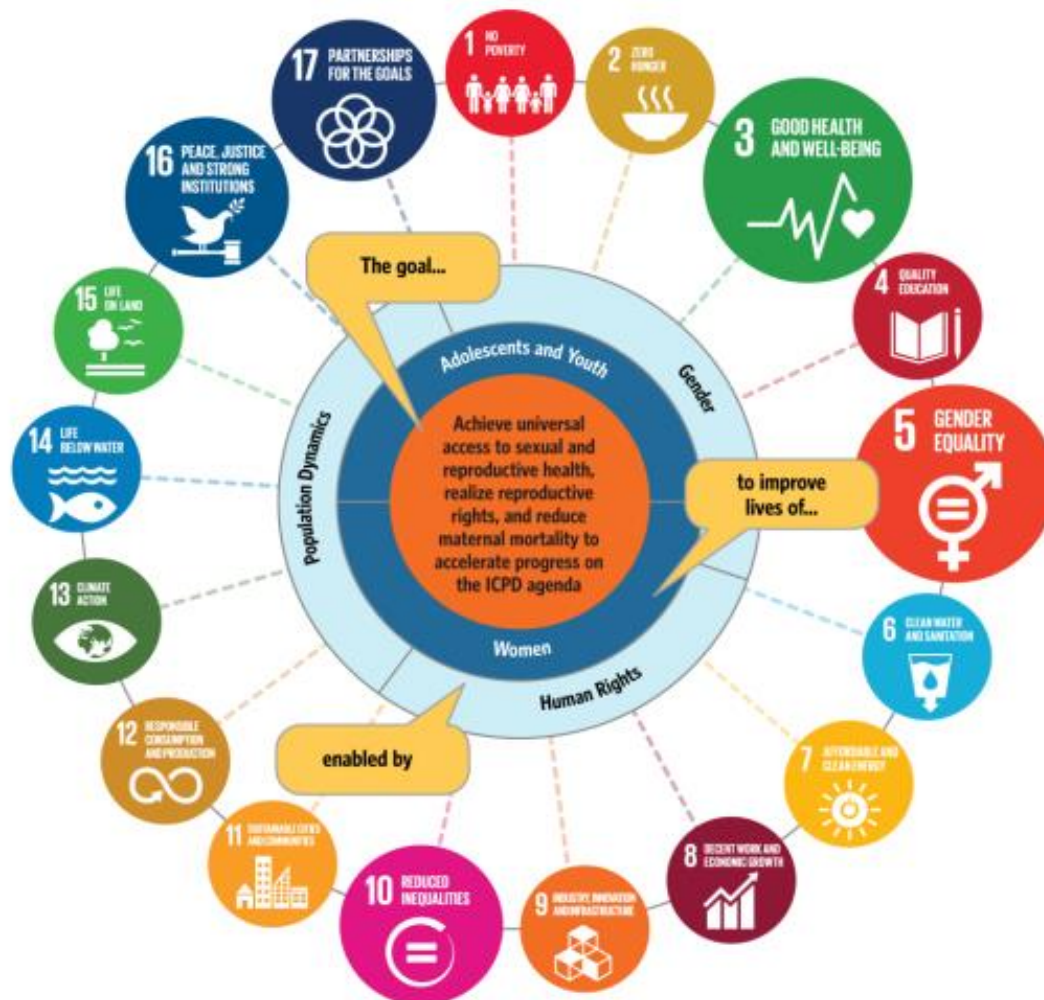 1 NO
POVERTY
2 ZERO
HUNGER
3 GOOD HEALTH
AND WELL-BEING
4 QUALITY
EDUCATION
5 GENDER
EQUALITY
6 CLEAN WATER
AND SANITATION
7 AFFORDABLE AND
CLEAN ENERGY
8 DECENT WORK AND
ECONOMIC GROWTH
9 INDUSTRY, INNOVATION
AND INFRASTRUCTURE
10 REDUCED
INEQUALITIES
11 SUSTAINABLE CITIES
AND COMMUNITIES
12 RESPONSIBLE
CONSUMPTION
AND PRODUCTION
13 CLIMATE
ACTION
14 LIFE
BELOW WATER
15 LIFE
ON LAND
16 PEACE, JUSTICE
AND STRONG
INSTITUTIONS
17 PARTNERSHIPS
FOR THE GOALS
The goal...
Adolescents and Youth
Gender
Population Dynamics
Achieve universal
access to sexual and
reproductive health,
realize reproductive
rights, and reduce
maternal mortality to
accelerate progress on
the ICPD agenda
to improve
lives of...
Women
Human Rights
enabled by